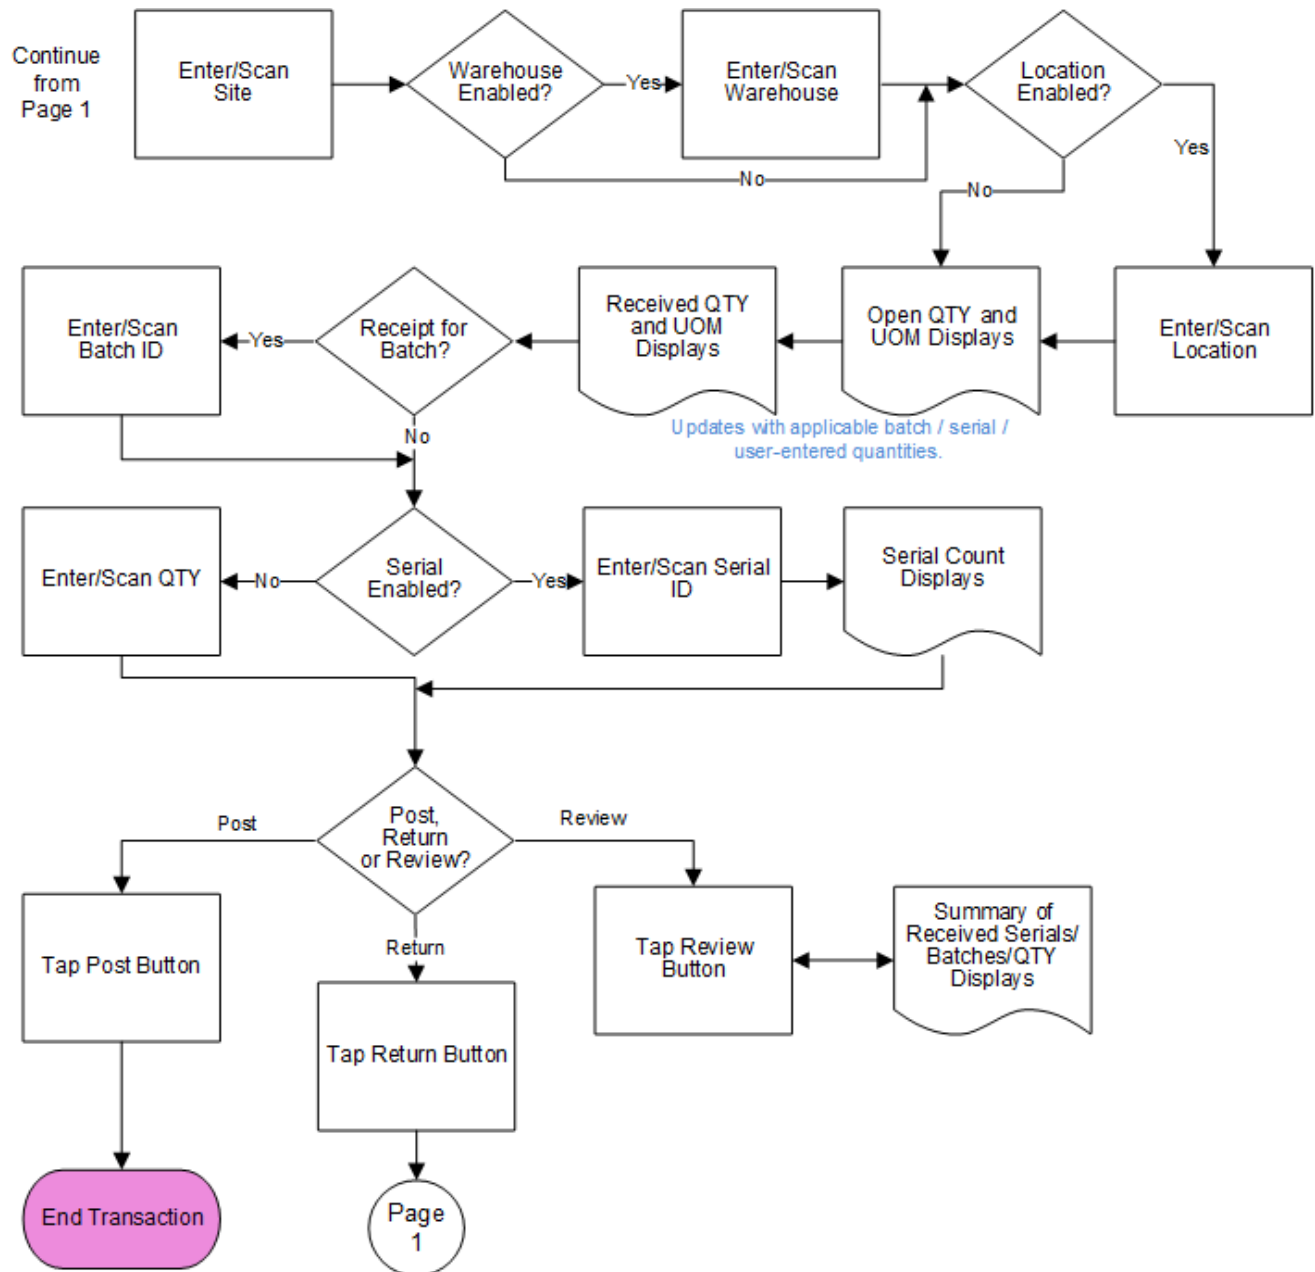 Continue
from
Page 1
Enter/Scan
Site
Warehouse
Enabled?
Yes
Enter/Scan
Warehouse
Location
Enabled?
No
No
Yes
Enter/Scan
Batch ID
Yes
Receipt for
Batch?
Received QTY
and UOM
Displays
Open QTY and
UOM Displays
Enter/Scan
Location
Updates with applicable batch / serial /
user-entered quantities.
No
Enter/Scan QTY
No
Serial
Enabled?
Yes
Enter/Scan Serial
ID
Serial Count
Displays
Post
Post,
Return
or Review?
Review
Tap Post Button
Return
Tap Review
Button
Summary of
Received Serials/
Batches/QTY
Displays
Tap Return Button
End Transaction
Page
1